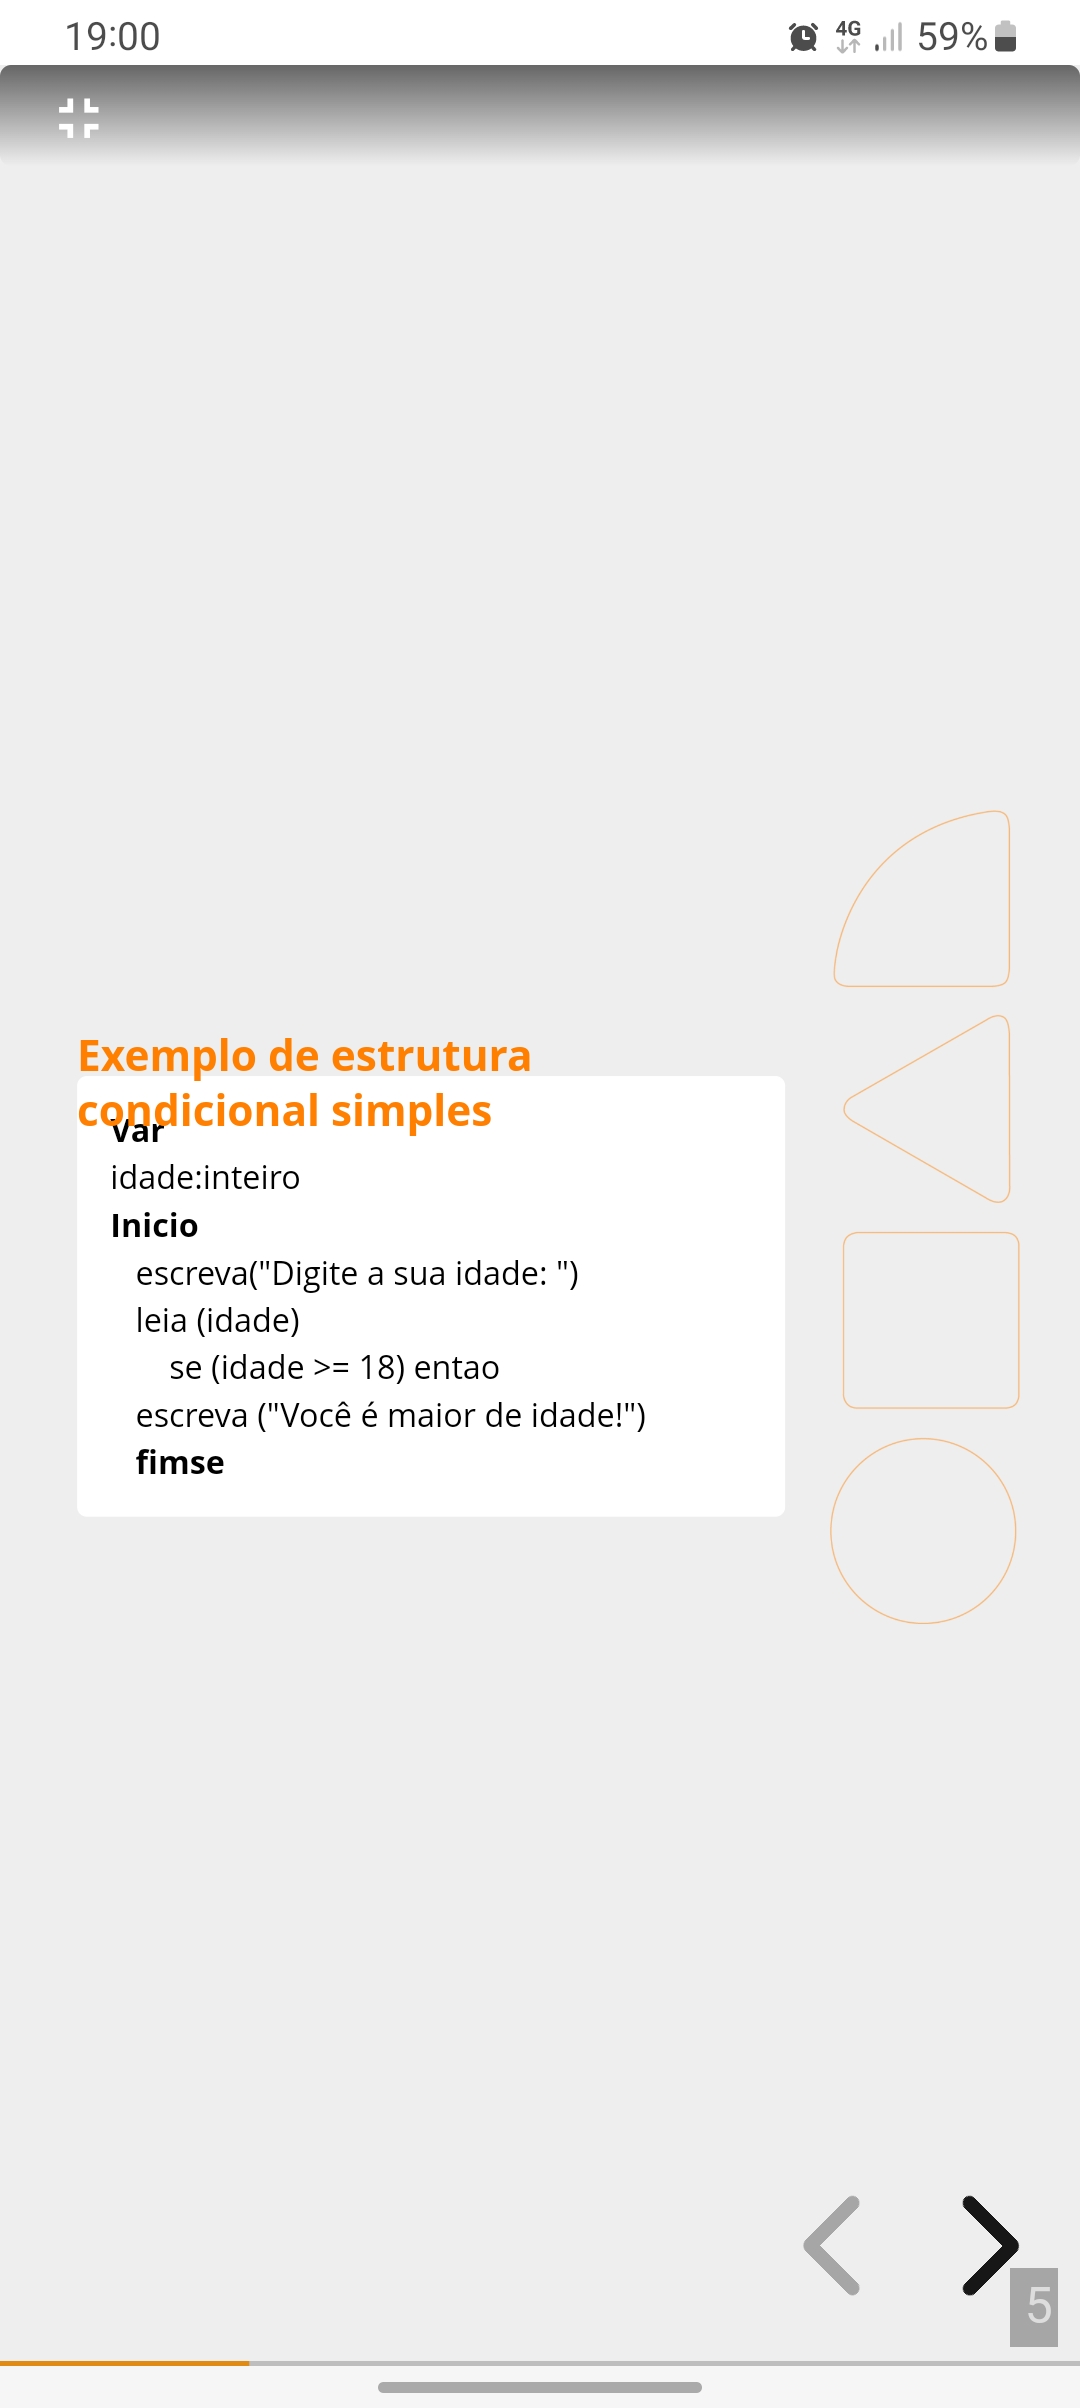 19:00
4G
59%
Exemplo de estrutura
condicional simples
Var
idade:inteiro
Inicio
escreva("Digite a sua idade: ")
leia (idade)
se (idade >= 18) entao
escreva ("Você é maior de idade!")
fimse
5